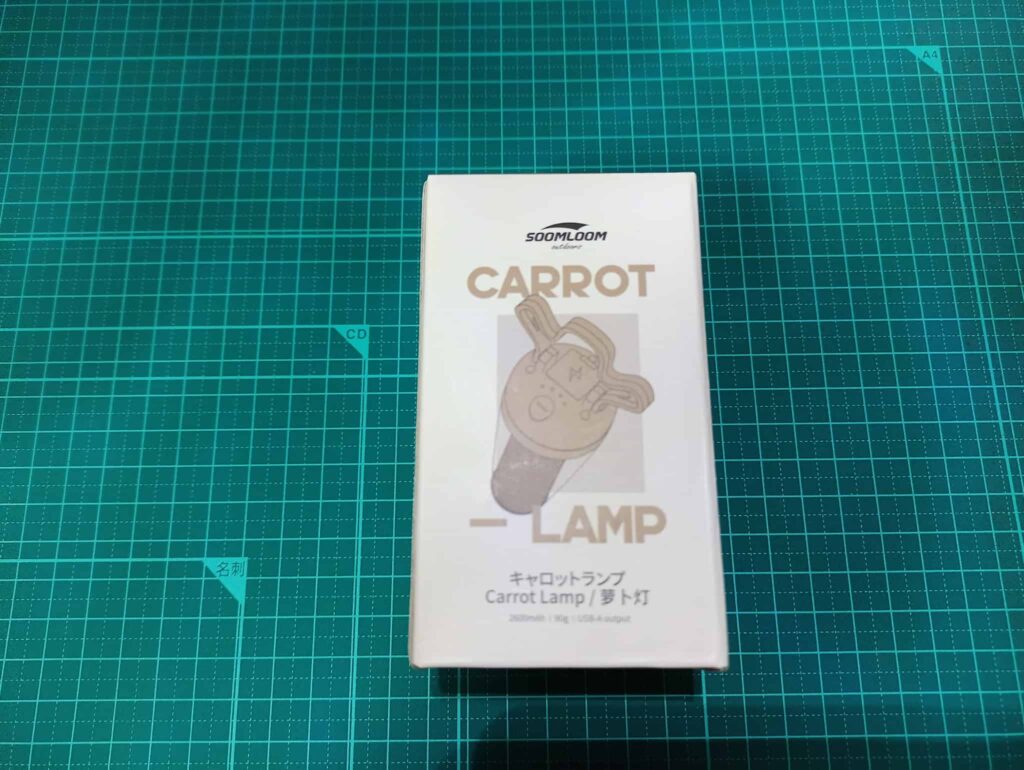 A4
SOOMLOOM
outdoors
CARROT
LAMP
キャロットランプ
Carrot Lamp / 萝卜灯
2600mAh | 90g | USB-A output
CD
名刺